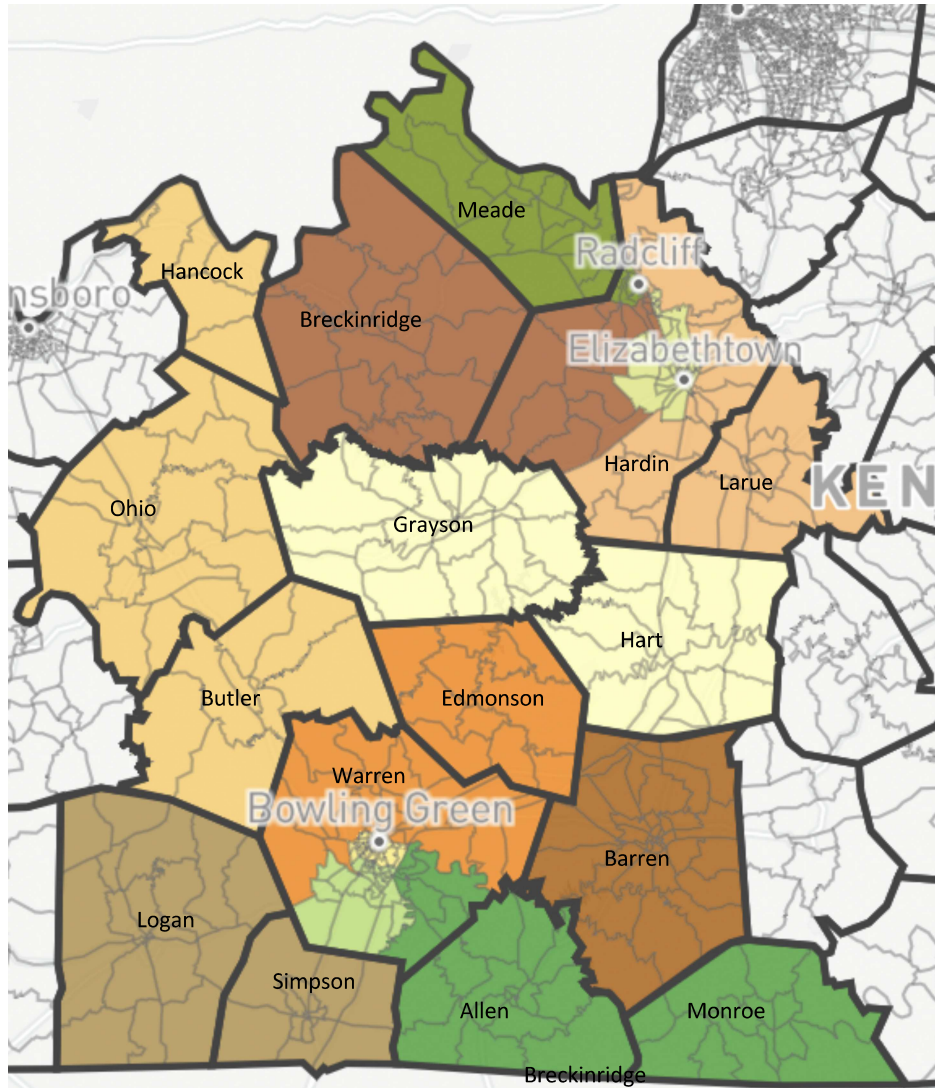 Meade
Radcliff
Hancock
nsboro
Breckinridge
Elizabethtown
Hardin
Larue
KEN
Ohio
Grayson
Hart
Butler
Edmonson
Warren
Bowling Green
Barren
Logan
Simpson
Allen
Monroe
Breckinridge